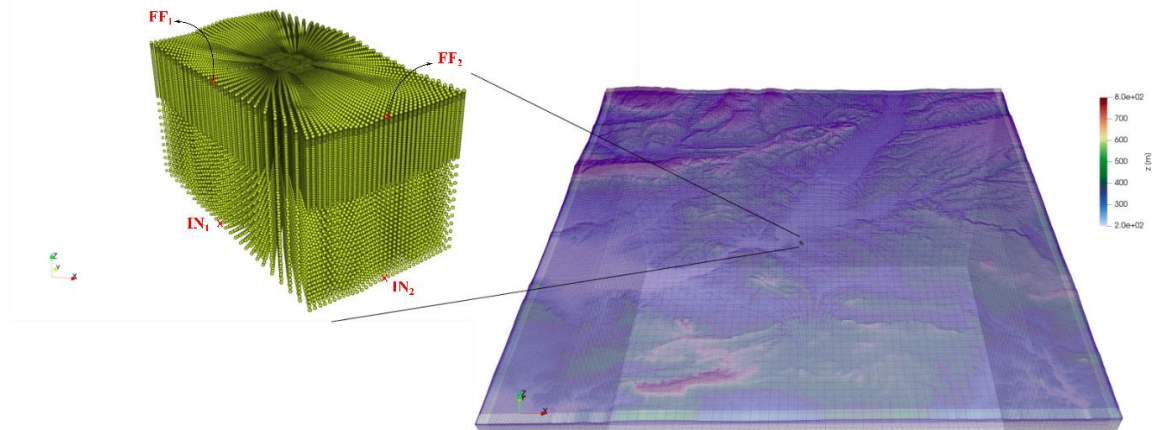 FF₁
FF₂
IN₁
IN₂
Z
Y
X
8.0e+02
700
600
500
400
300
2.0e+02
z (m)
Z
X